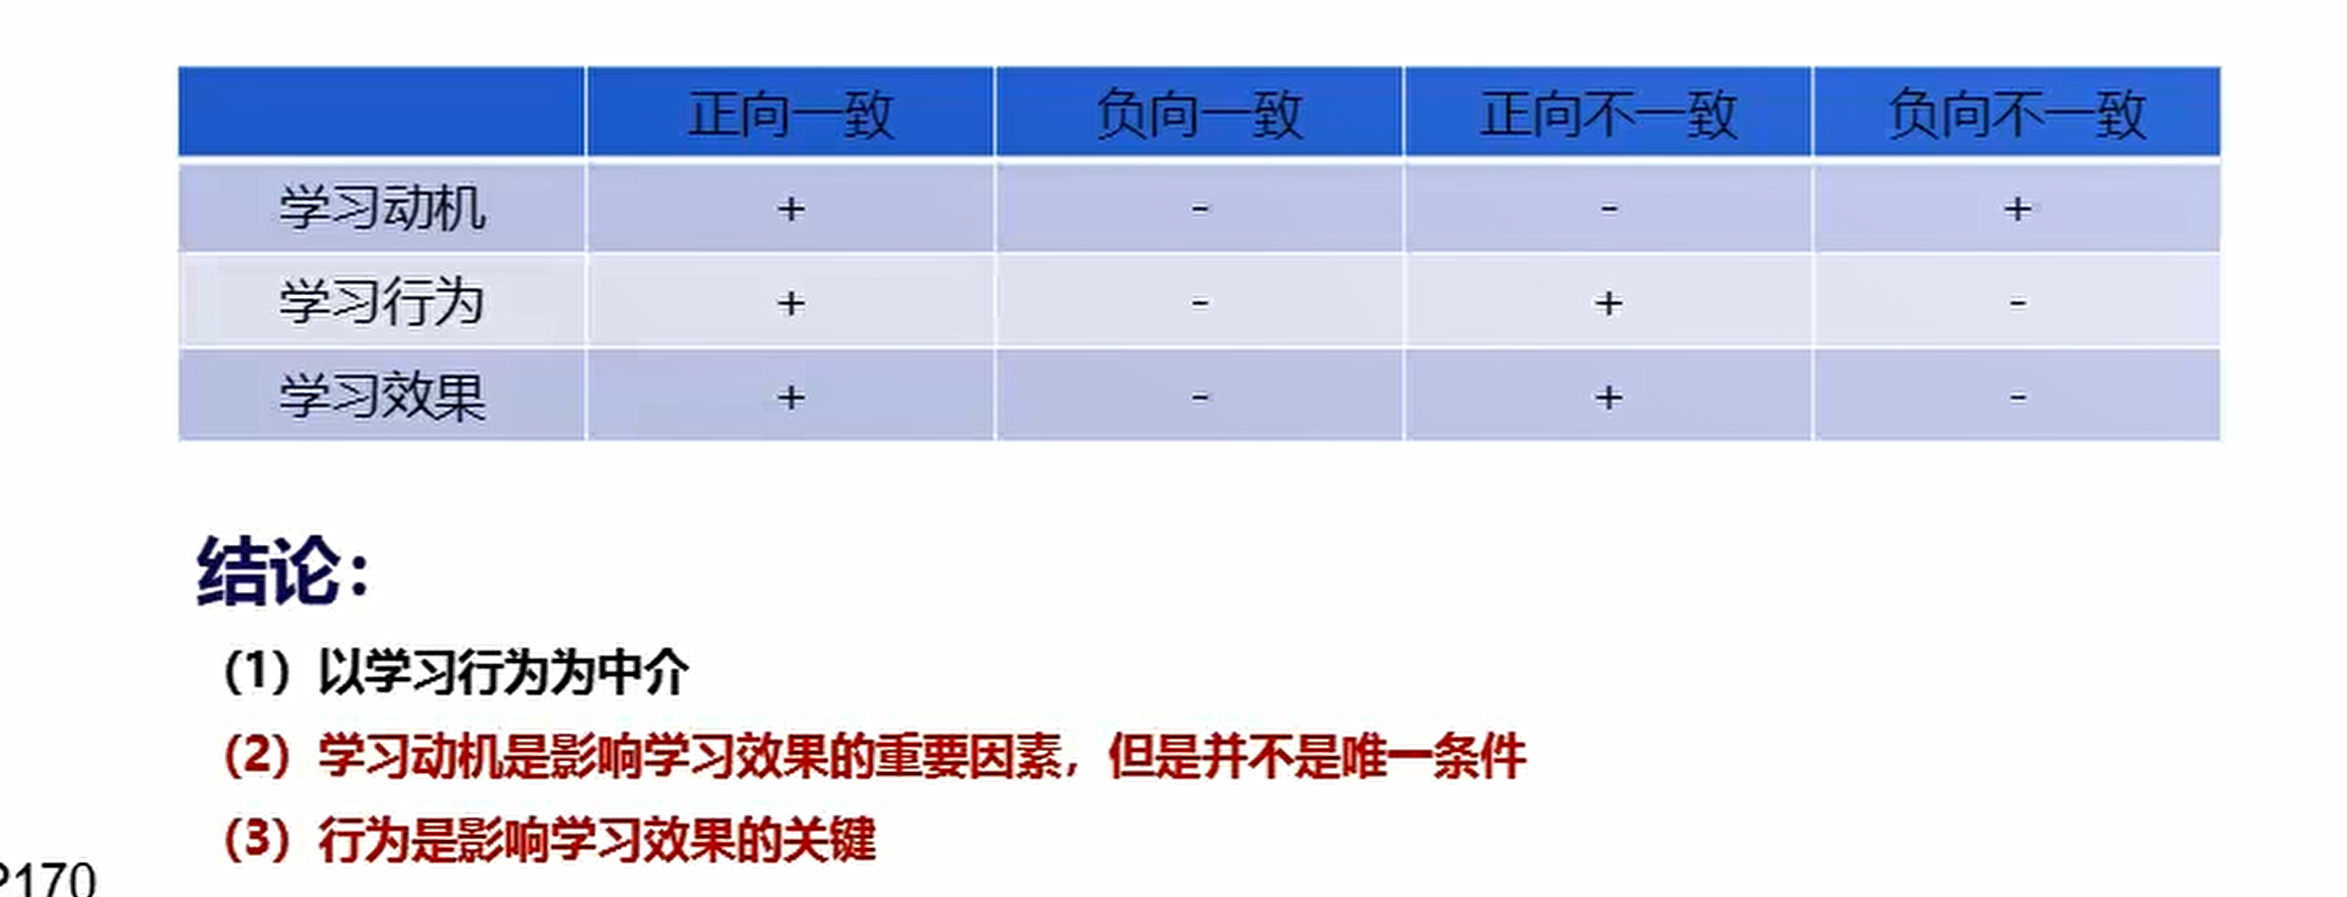 正向一致 负向一致 正向不一致 负向不一致
学习动机 + - - +
学习行为 + - + -
学习效果 + - + -
结论：
（1）以学习行为为中介
（2）学习动机是影响学习效果的重要因素，但是并不是唯一条件
（3）行为是影响学习效果的关键
P170